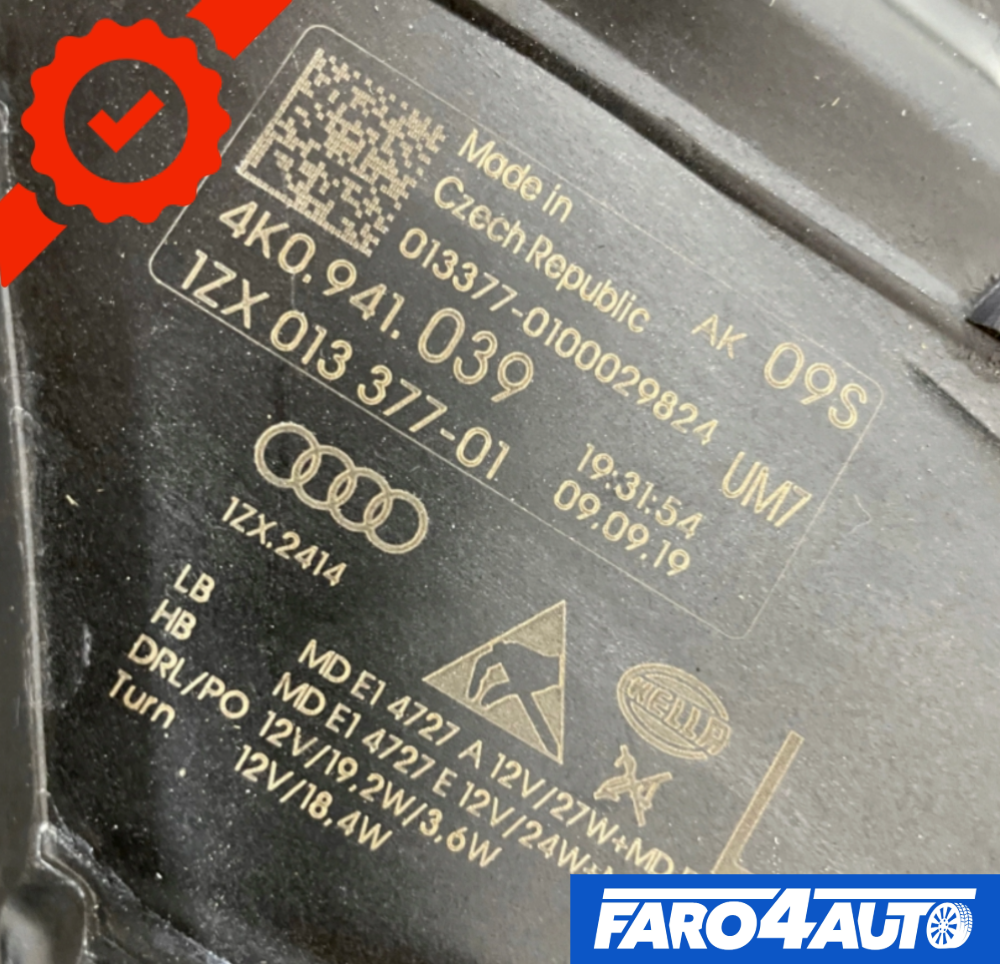 Made in
Czech Republic AK 09S
013377-0100029824 UM7
4K0.941.039 19:31:54
1ZX 013 377-01 09.09.19
1ZX.2414
HELLA
LB MD E1 4727 A 12V/27W+MD
HB MD E1 4727 E 12V/24W+
DRL/PO 12V/19,2W/3,6W
Turn 12V/18,4W
FARO4AUTO